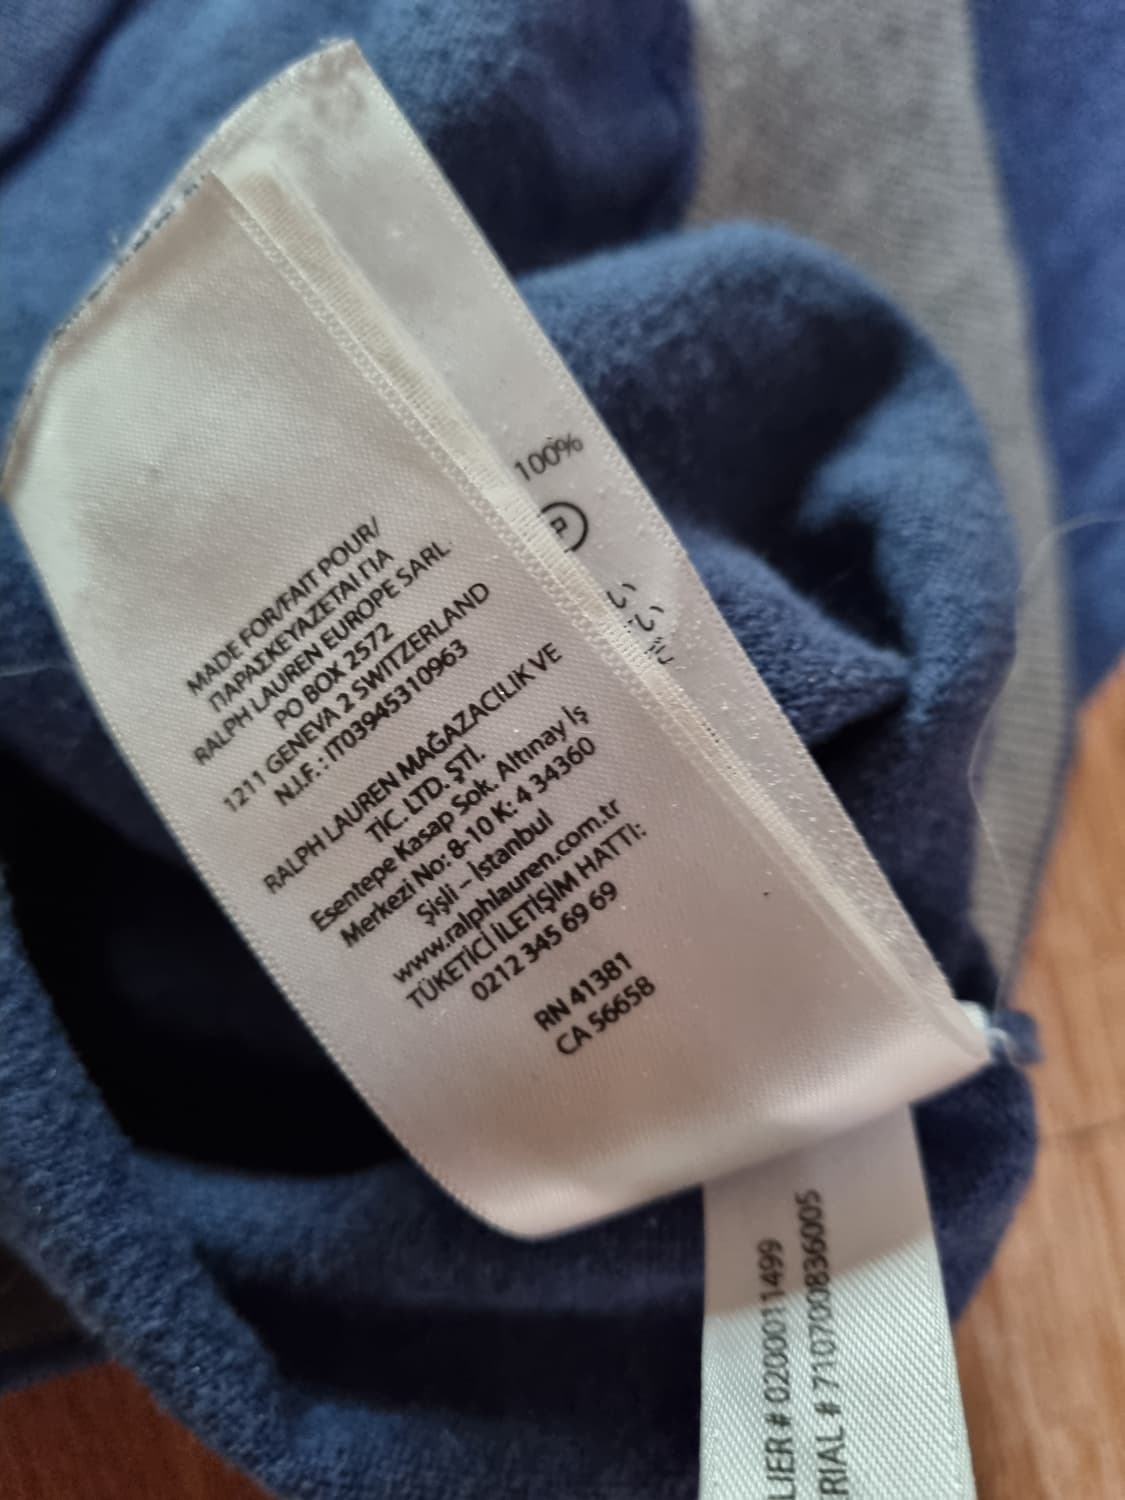 MADE FOR/FAIT POUR/
ΠΑΡΑΣΚΕΥΑΖΕΤΑΙ ΓΙΑ
RALPH LAUREN EUROPE SARL
PO BOX 2572
1211 GENEVA 2 SWITZERLAND
N.I.F. : IT03945310963
RALPH LAUREN MAĞAZACILIK VE
TİC. LTD. ŞTİ.
Esentepe Kasap Sok. Altınay İş
Merkezi No: 8-10 K: 4 34360
Şişli – İstanbul
www.ralphlauren.com.tr
TÜKETİCİ İLETİŞİM HATTI:
0212 345 69 69
RN 41381
CA 56658
100%
P
LIER # 0200011499
ERIAL # 710700836005